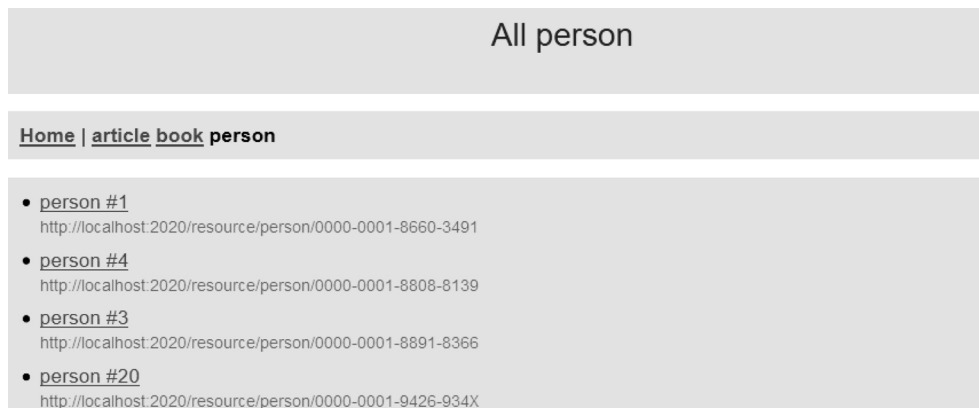 All person
Home | article book person
person #1
http://localhost:2020/resource/person/0000-0001-8660-3491
person #4
http://localhost:2020/resource/person/0000-0001-8808-8139
person #3
http://localhost:2020/resource/person/0000-0001-8891-8366
person #20
http://localhost:2020/resource/person/0000-0001-9426-934X